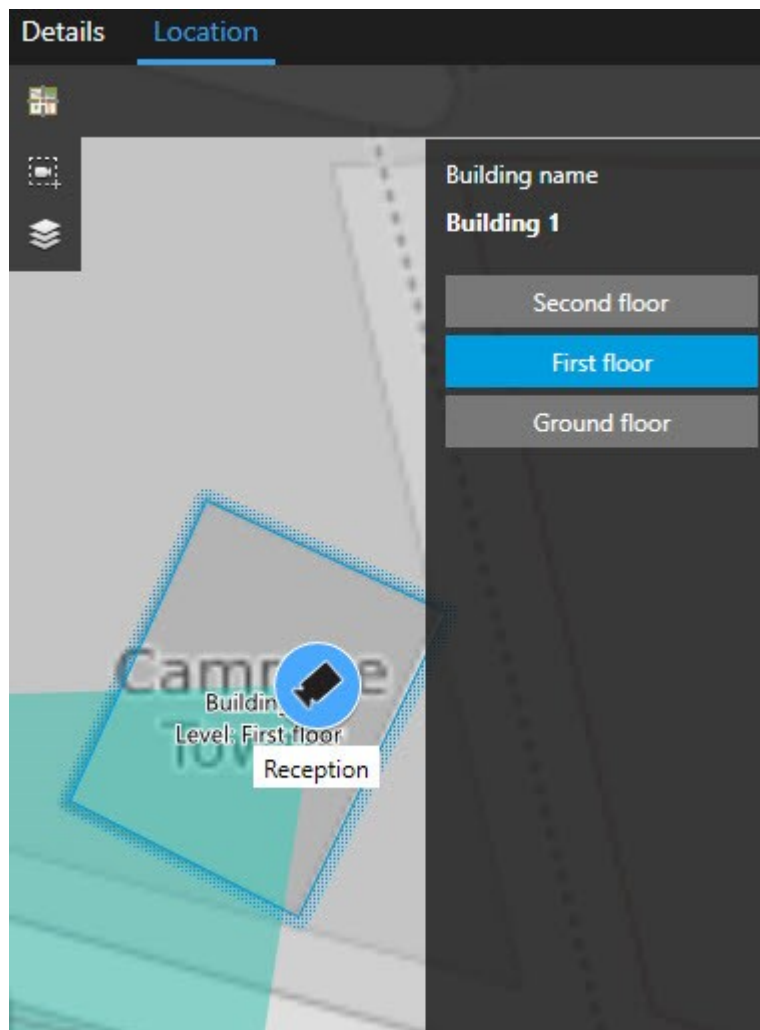 Details Location
Building name
Building 1
Second floor
First floor
Ground floor
Level: First floor
Reception